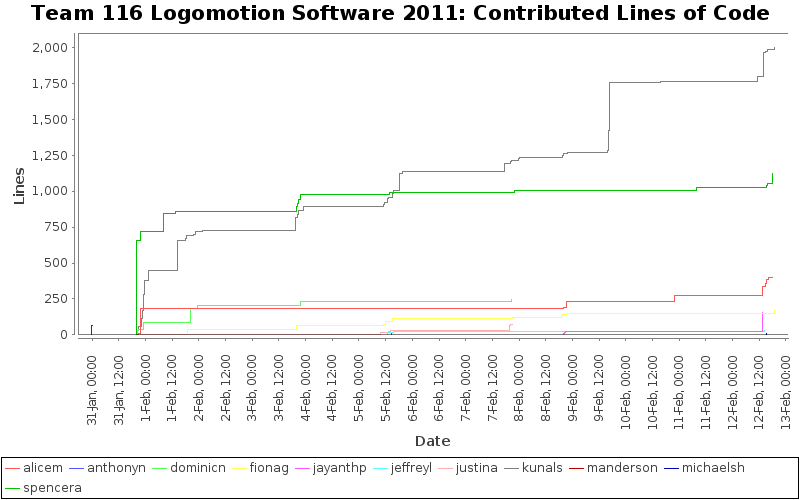 Team 116 Logomotion Software 2011: Contributed Lines of Code
Lines
2,000
1,750
1,500
1,250
1,000
750
500
250
0
31-Jan, 00:00
31-Jan, 12:00
1-Feb, 00:00
1-Feb, 12:00
2-Feb, 00:00
2-Feb, 12:00
3-Feb, 00:00
3-Feb, 12:00
4-Feb, 00:00
4-Feb, 12:00
5-Feb, 00:00
5-Feb, 12:00
6-Feb, 00:00
6-Feb, 12:00
7-Feb, 00:00
7-Feb, 12:00
8-Feb, 00:00
8-Feb, 12:00
9-Feb, 00:00
9-Feb, 12:00
10-Feb, 00:00
10-Feb, 12:00
11-Feb, 00:00
11-Feb, 12:00
12-Feb, 00:00
12-Feb, 12:00
13-Feb, 00:00
Date
alicem anthonyn dominicn fionag jayanthp jeffreyl justina kunals manderson michaelsh
spencera